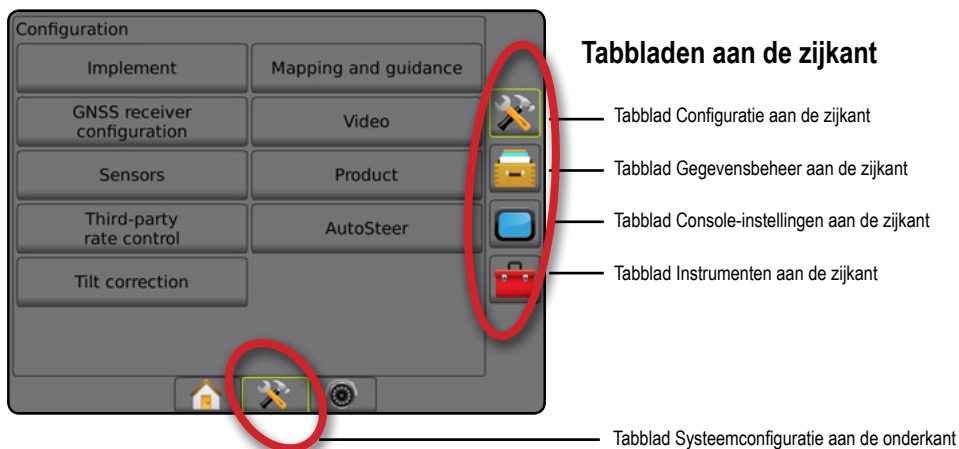 Configuration
Implement
Mapping and guidance
GNSS receiver
configuration
Video
Sensors
Product
Third-party
rate control
AutoSteer
Tilt correction
Tabbladen aan de zijkant
Tabblad Configuratie aan de zijkant
Tabblad Gegevensbeheer aan de zijkant
Tabblad Console-instellingen aan de zijkant
Tabblad Instrumenten aan de zijkant
Tabblad Systeemconfiguratie aan de onderkant